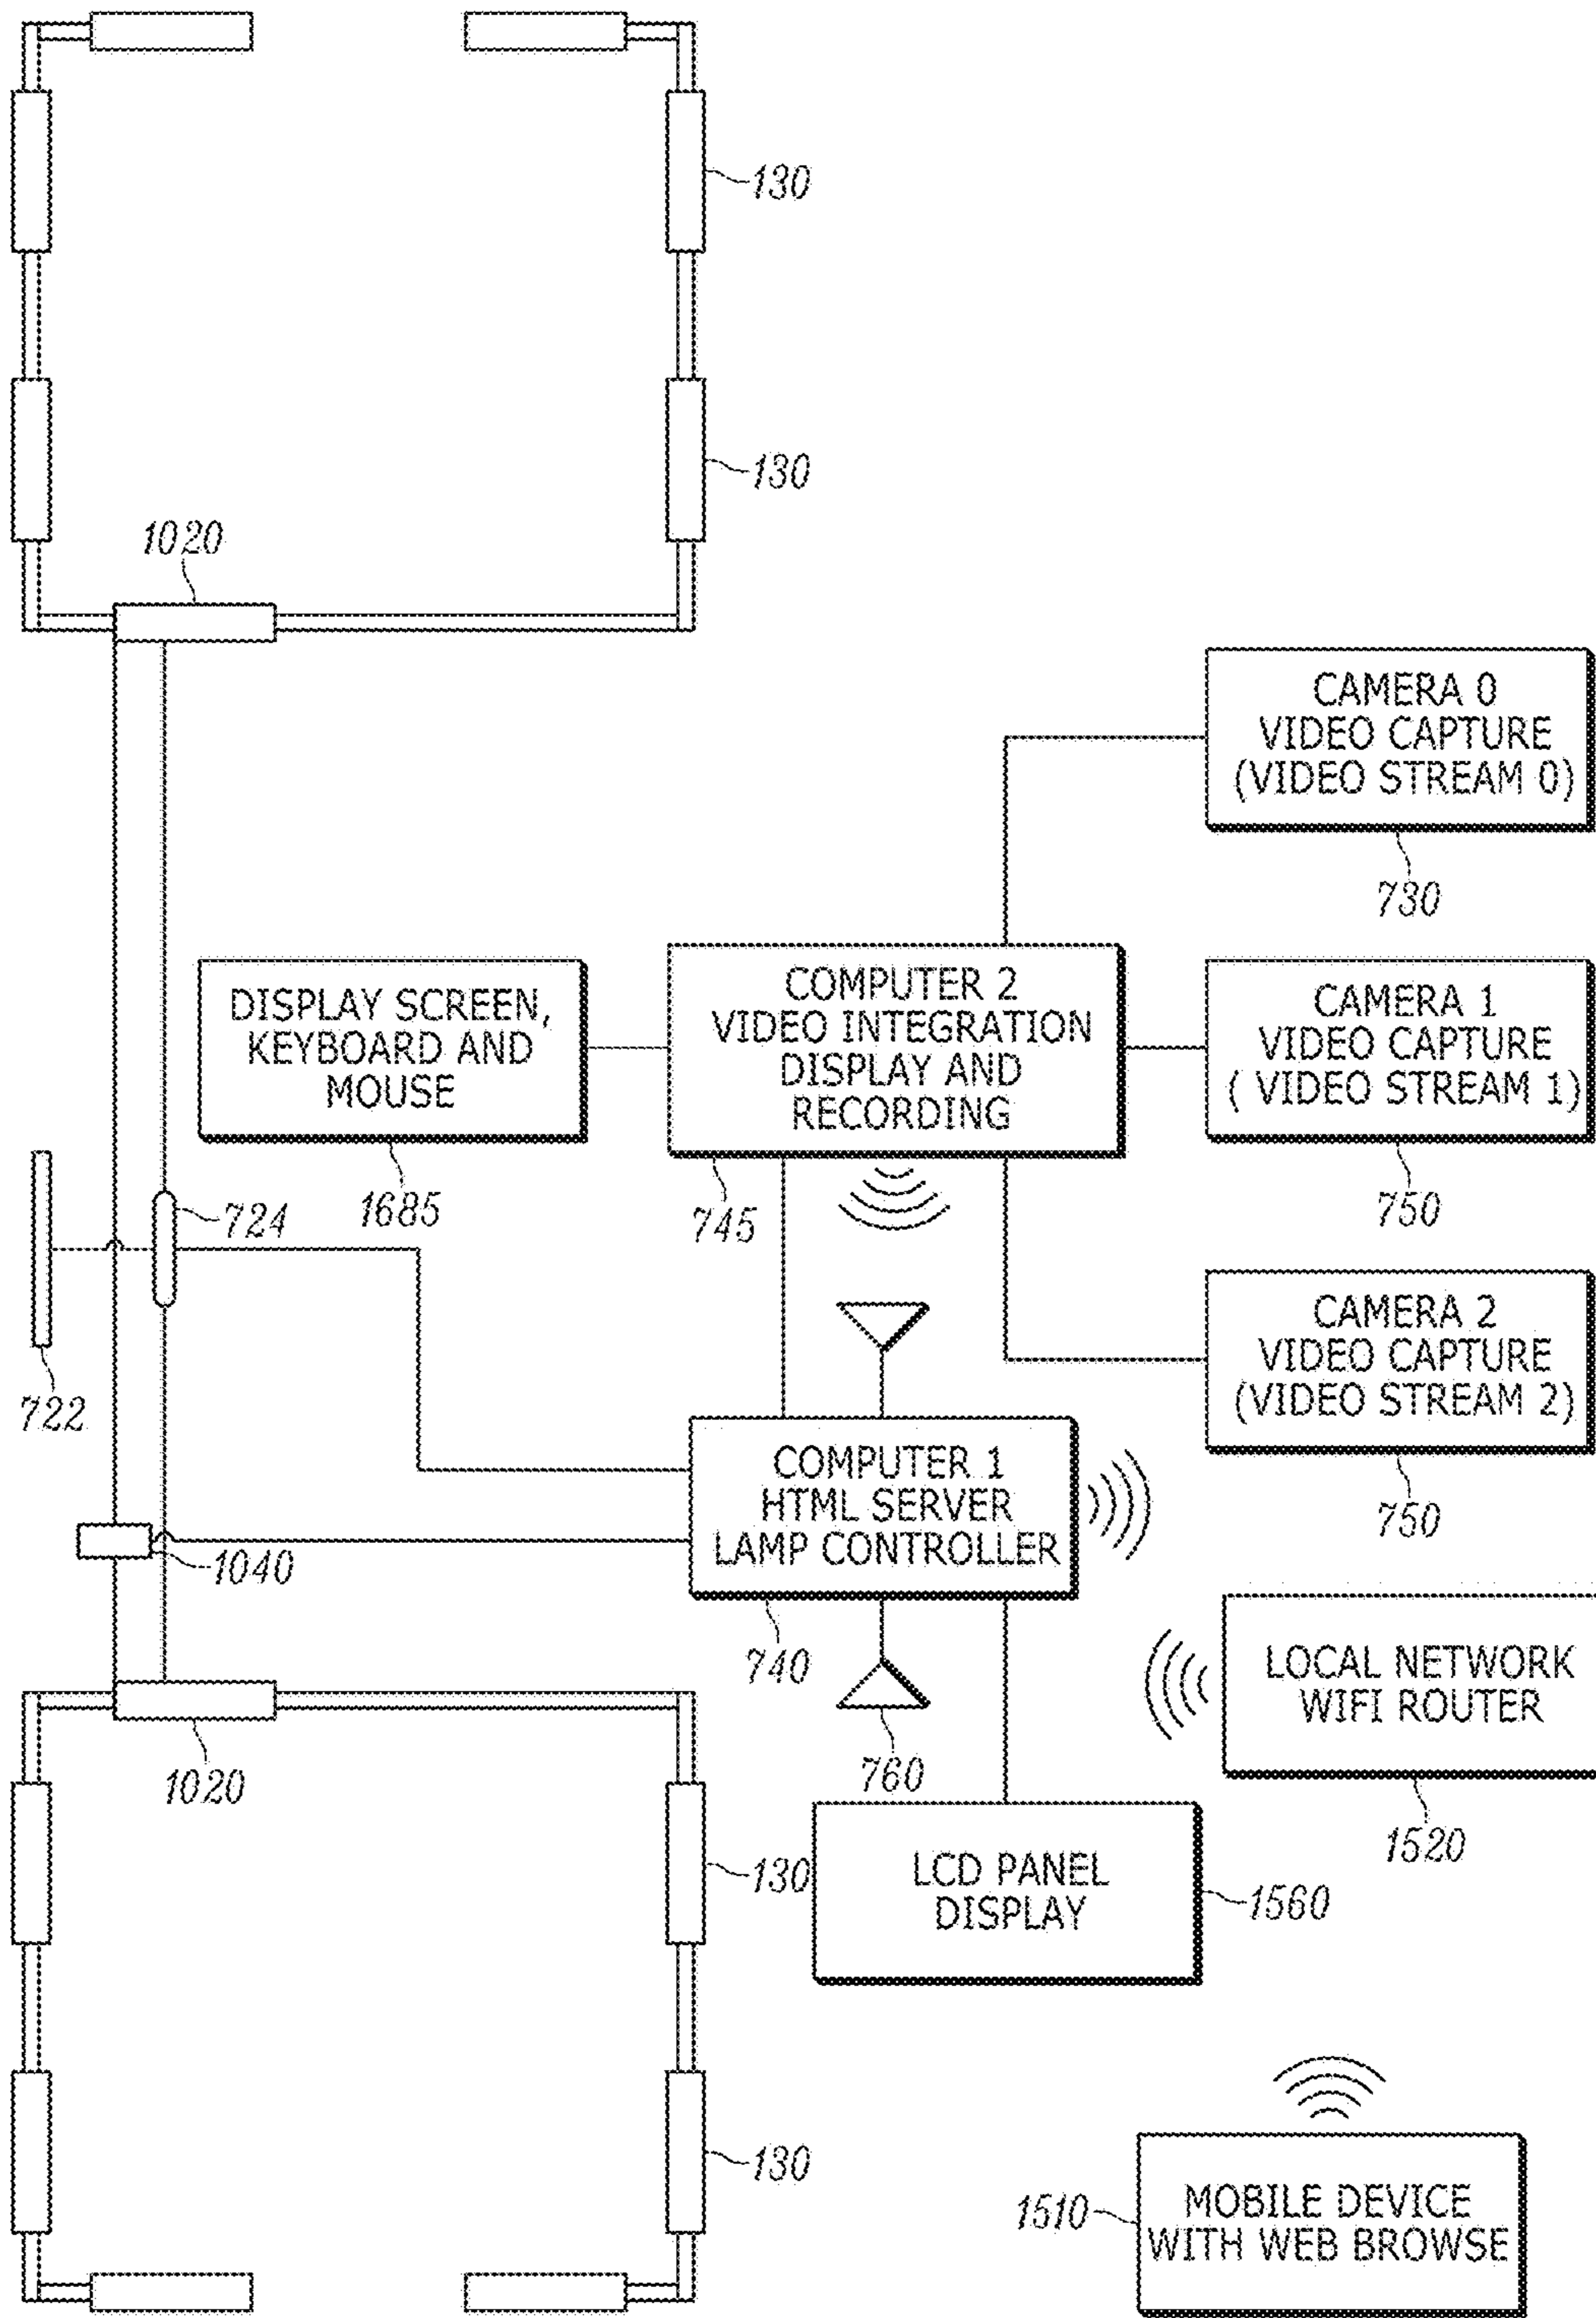 130
130
1020
CAMERA 0
VIDEO CAPTURE
(VIDEO STREAM 0)
730
DISPLAY SCREEN,
KEYBOARD AND
MOUSE
1685
COMPUTER 2
VIDEO INTEGRATION
DISPLAY AND
RECORDING
745
CAMERA 1
VIDEO CAPTURE
( VIDEO STREAM 1)
750
724
722
CAMERA 2
VIDEO CAPTURE
(VIDEO STREAM 2)
750
COMPUTER 1
HTML SERVER
LAMP CONTROLLER
740
1040
760
LOCAL NETWORK
WIFI ROUTER
1520
1020
130
LCD PANEL
DISPLAY
1560
130
1510
MOBILE DEVICE
WITH WEB BROWSE